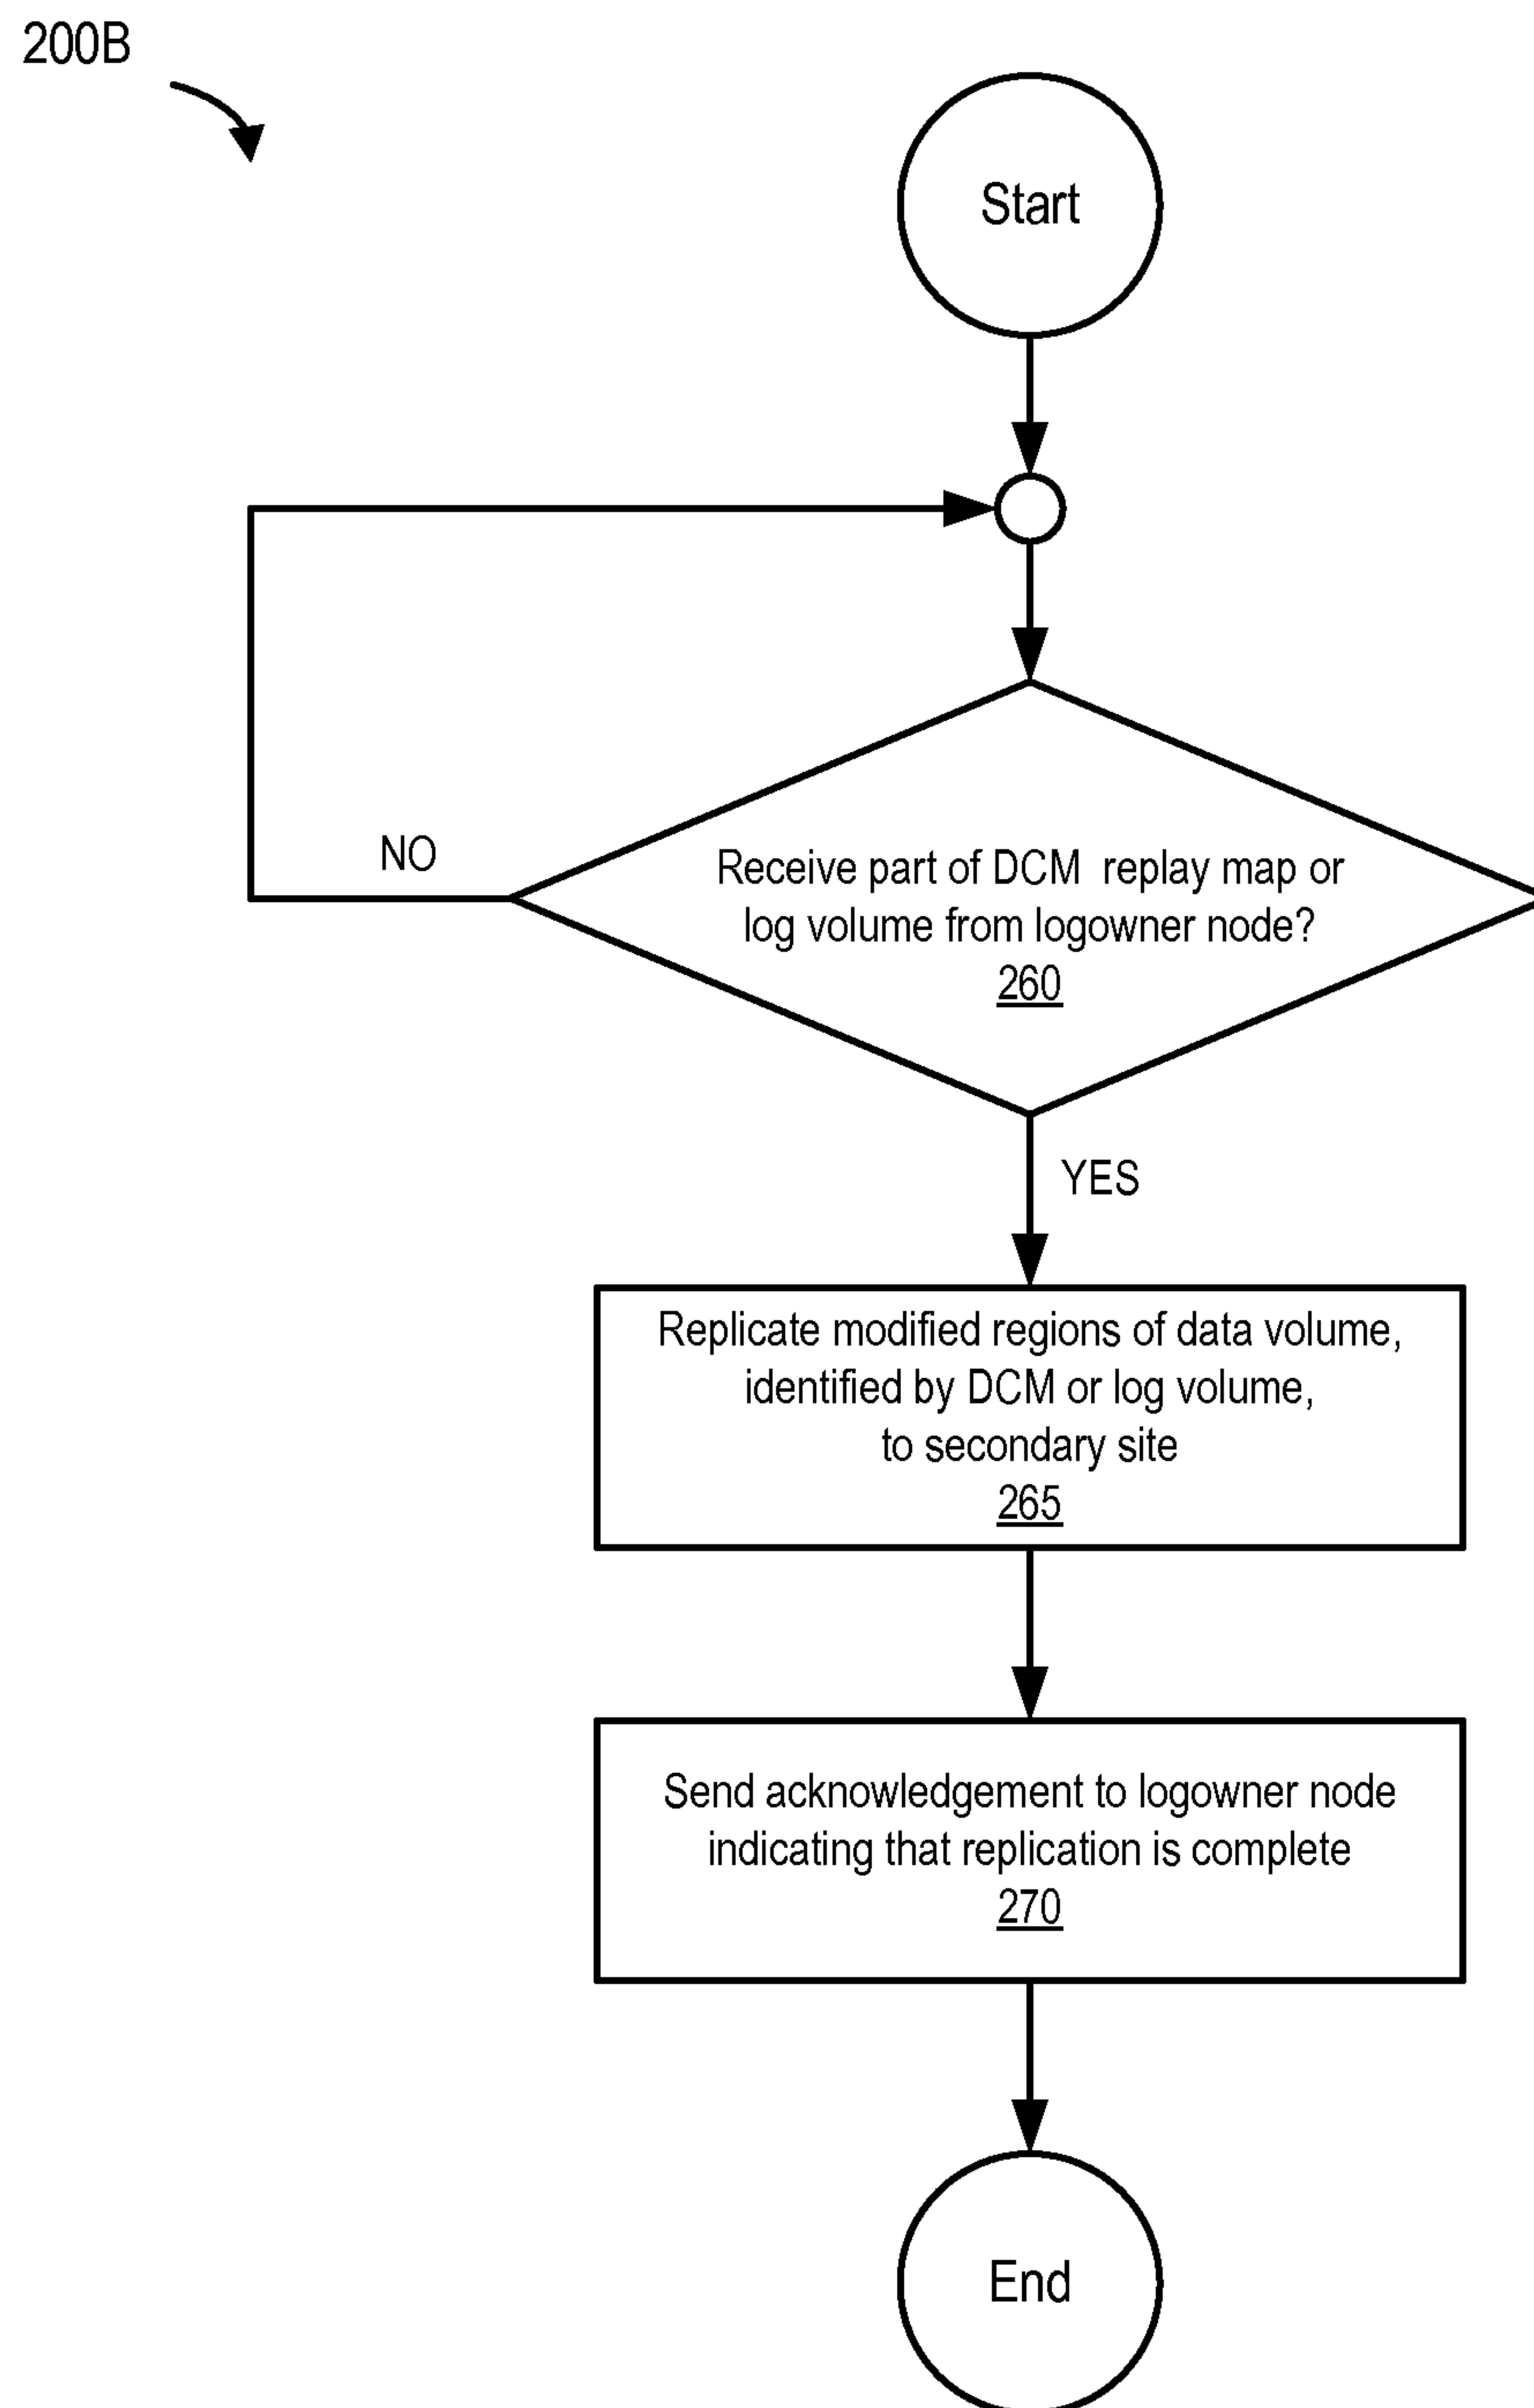 200B
Start
NO
Receive part of DCM replay map or
log volume from logowner node?
260
YES
Replicate modified regions of data volume,
identified by DCM or log volume,
to secondary site
265
Send acknowledgement to logowner node
indicating that replication is complete
270
End